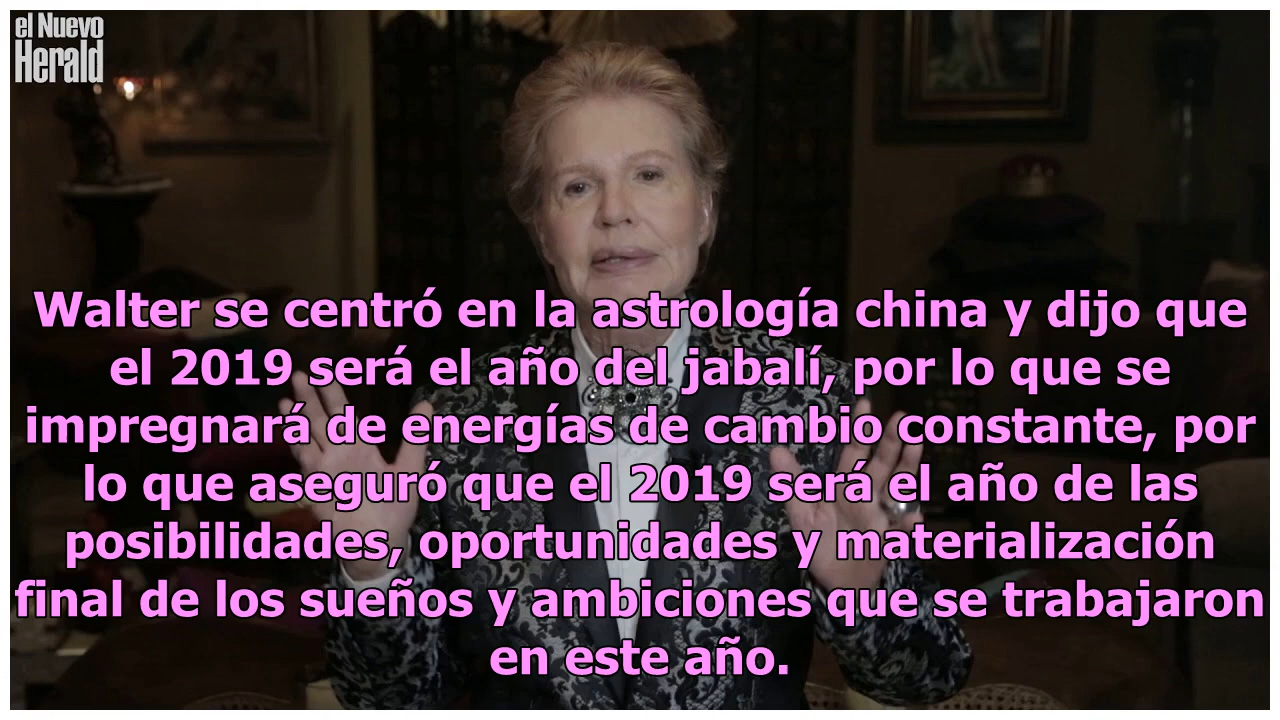 el Nuevo
Herald
Walter se centró en la astrología china y dijo que
el 2019 será el año del jabalí, por lo que se
impregnará de energías de cambio constante, por
lo que aseguró que el 2019 será el año de las
posibilidades, oportunidades y materialización
final de los sueños y ambiciones que se trabajaron
en este año.